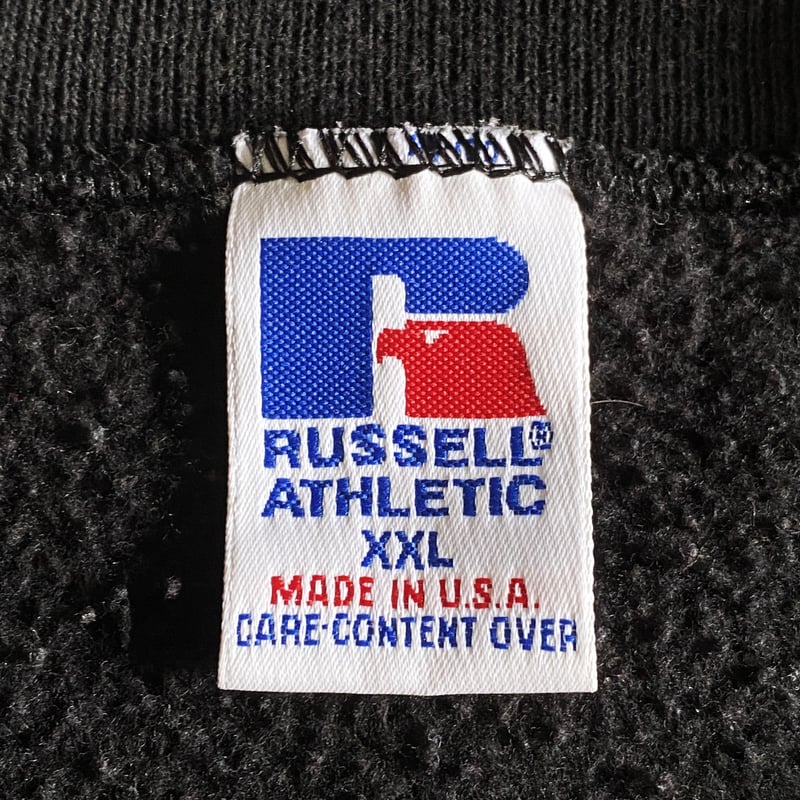 RUSSELL®
ATHLETIC
XXL
MADE IN U.S.A.
CARE-CONTENT OVER